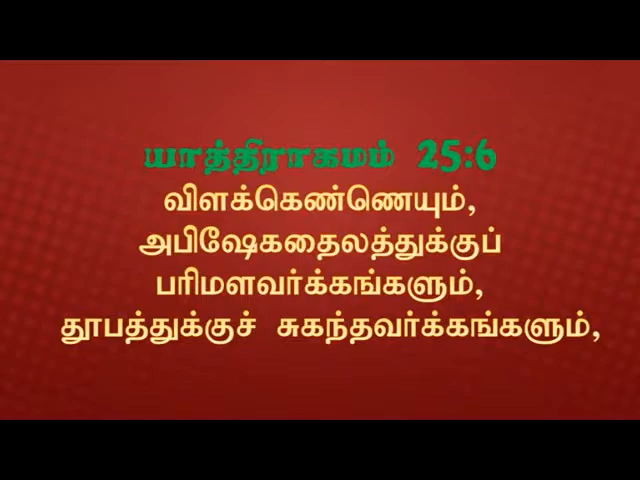 யாத்திராகமம் 25:6
விளக்கெண்ணெயும்,
அபிஷேகதைலத்துக்குப்
பரிமளவர்க்கங்களும்,
தூபத்துக்குச் சுகந்தவர்க்கங்களும்,